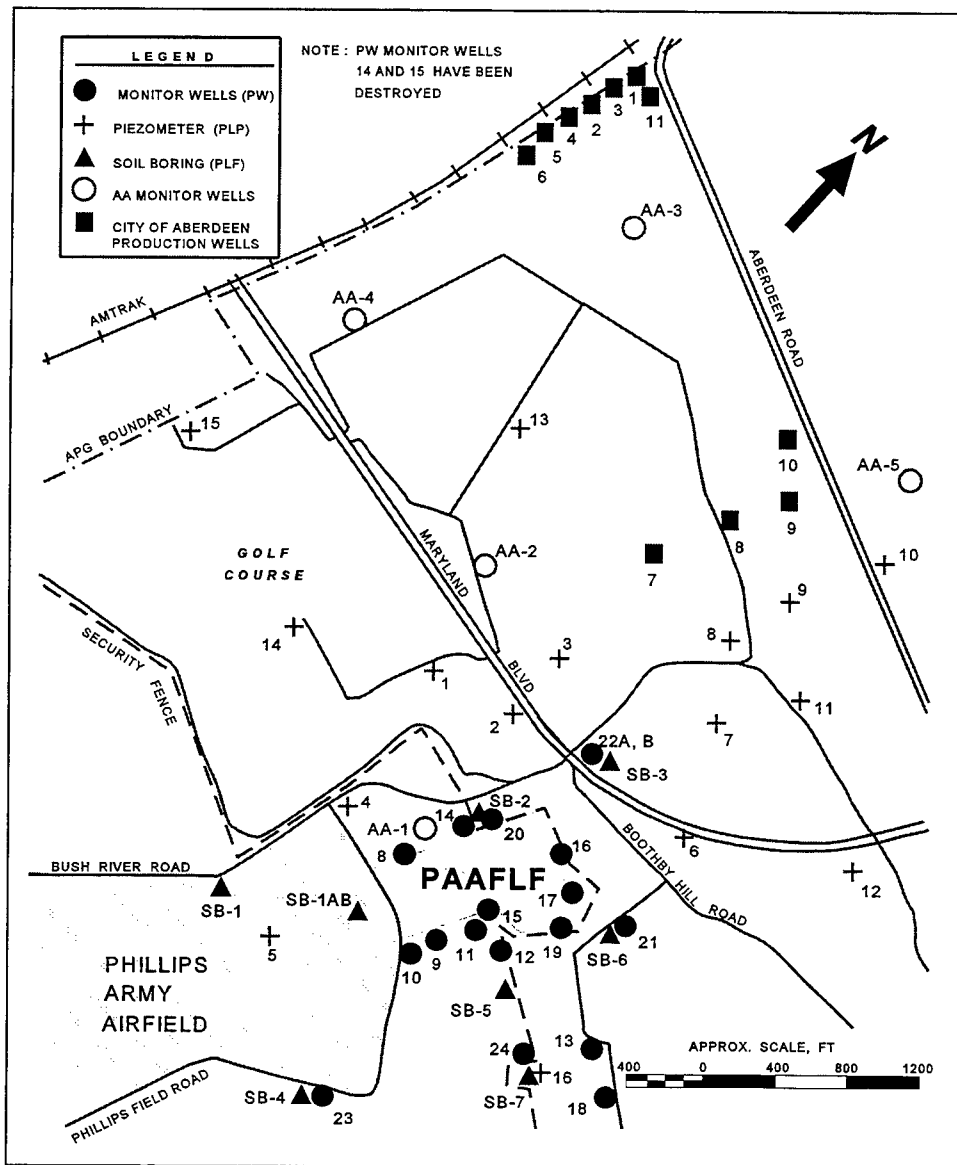 LEGEND
MONITOR WELLS (PW)
PIEZOMETER (PLP)
SOIL BORING (PLF)
AA MONITOR WELLS
CITY OF ABERDEEN
PRODUCTION WELLS
NOTE : PW MONITOR WELLS
14 AND 15 HAVE BEEN
DESTROYED
N
1
3
2
4
5
6
11
AA-3
ABERDEEN ROAD
AMTRAK
AA-4
APG BOUNDARY
15
13
10
AA-5
9
8
7
10
GOLF
COURSE
MARYLAND
BLVD
AA-2
9
8
14
SECURITY
FENCE
3
1
2
11
7
22A, B
SB-3
4
AA-1
14
SB-2
20
8
16
6
BOOTHBY HILL ROAD
12
BUSH RIVER ROAD
PAAFLF
SB-1
SB-1AB
17
15
5
10
9
11
12
19
SB-6
21
PHILLIPS
ARMY
AIRFIELD
SB-5
24
13
16
SB-7
18
PHILLIPS FIELD ROAD
SB-4
23
APPROX. SCALE, FT
400 0 400 800 1200